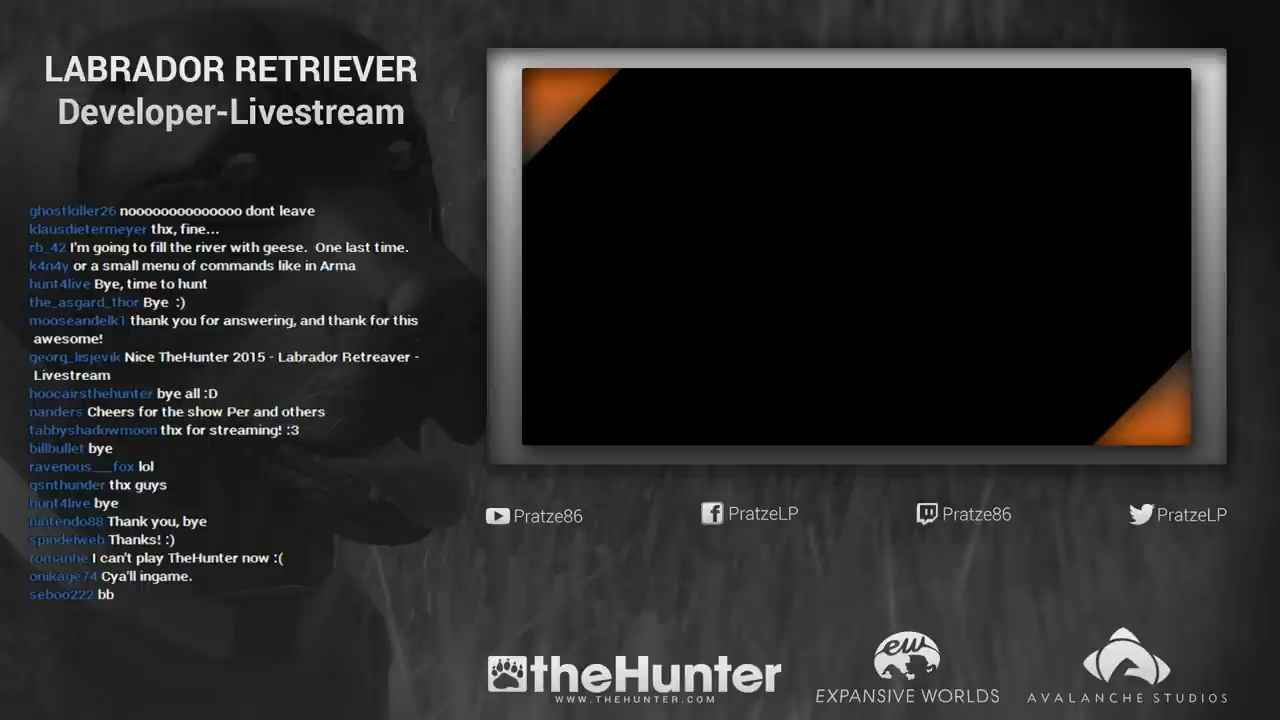 LABRADOR RETRIEVER
Developer-Livestream
ghostkiller26 noooooooooooooo dont leave
klausdietermeyer thx, fine...
rb_42 I'm going to fill the river with geese. One last time.
k4n4y or a small menu of commands like in Arma
hunt4live Bye, time to hunt
the_asgard_thor Bye :)
mooseandelk1 thank you for answering, and thank for this
awesome!
georg_lisjevik Nice TheHunter 2015 - Labrador Retreaver -
Livestream
hoocairsthehunter bye all :D
nanders Cheers for the show Per and others
tabbyshadowmoon thx for streaming! :3
billbullet bye
ravenous___fox lol
qsnthunder thx guys
hunt4live bye
nintendo88 Thank you, bye
spindelweb Thanks! :)
romanhe I can't play TheHunter now :(
onikage74 Cya'll ingame.
seboo222 bb
Pratze86
PratzeLP
Pratze86
PratzeLP
theHunter
WWW.THEHUNTER.COM
ew
EXPANSIVE WORLDS
AVALANCHE STUDIOS